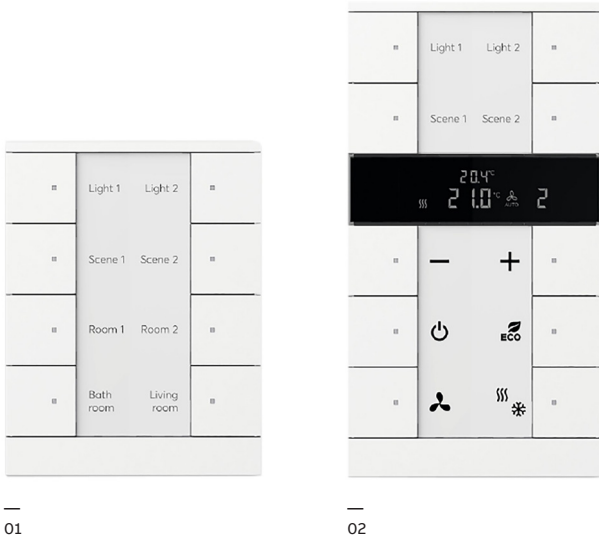 Light 1 Light 2
Scene 1 Scene 2
Room 1 Room 2
Bath Living
room room
01
Light 1 Light 2
Scene 1 Scene 2
20.4°C
21.0°C AUTO 2
— +
ECO
02